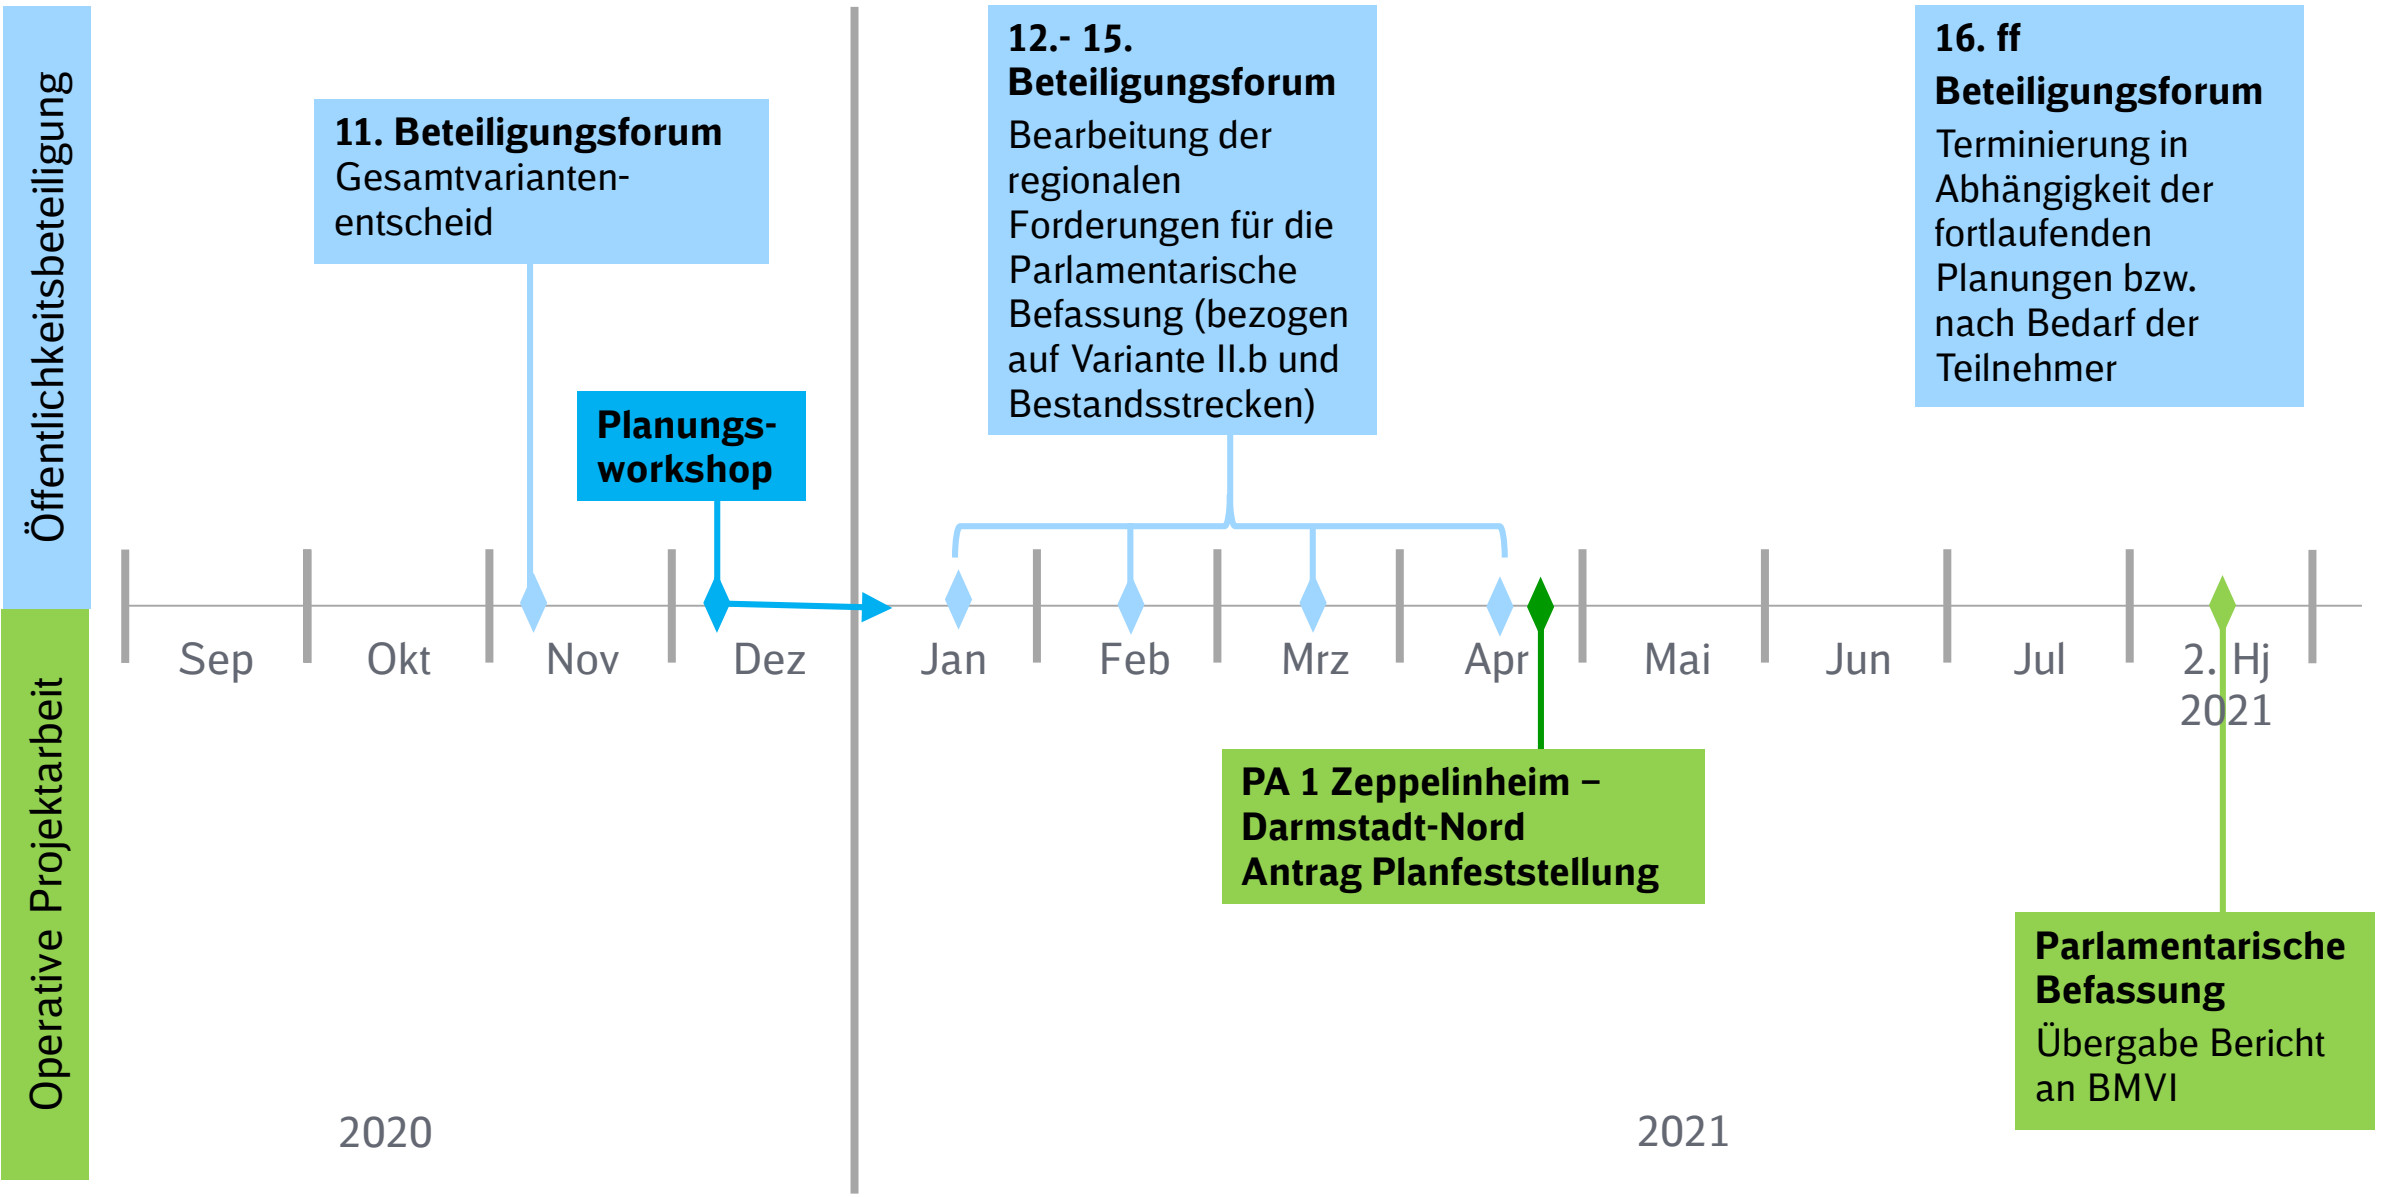 Öffentlichkeitsbeteiligung
11. Beteiligungsforum
Gesamtvarianten-
entscheid
Planungs-
workshop
12.- 15.
Beteiligungsforum
Bearbeitung der
regionalen
Forderungen für die
Parlamentarische
Befassung (bezogen
auf Variante II.b und
Bestandsstrecken)
16. ff
Beteiligungsforum
Terminierung in
Abhängigkeit der
fortlaufenden
Planungen bzw.
nach Bedarf der
Teilnehmer
Sep Okt Nov Dez Jan Feb Mrz Apr Mai Jun Jul 2. Hj
2021
Operative Projektarbeit
PA 1 Zeppelinheim –
Darmstadt-Nord
Antrag Planfeststellung
Parlamentarische
Befassung
Übergabe Bericht
an BMVI
2020 2021